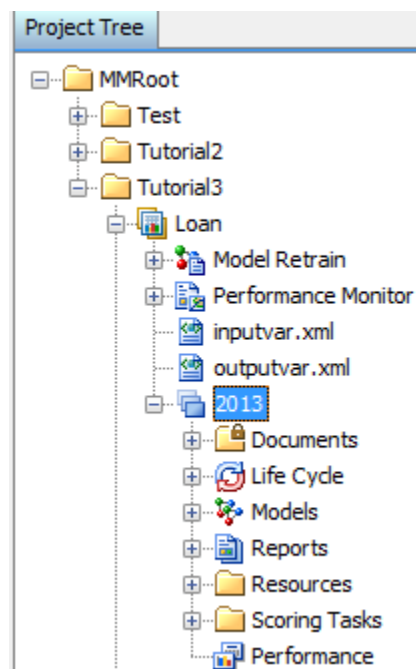 Project Tree
MMRoot
Test
Tutorial2
Tutorial3
Loan
Model Retrain
Performance Monitor
inputvar.xml
outputvar.xml
2013
Documents
Life Cycle
Models
Reports
Resources
Scoring Tasks
Performance